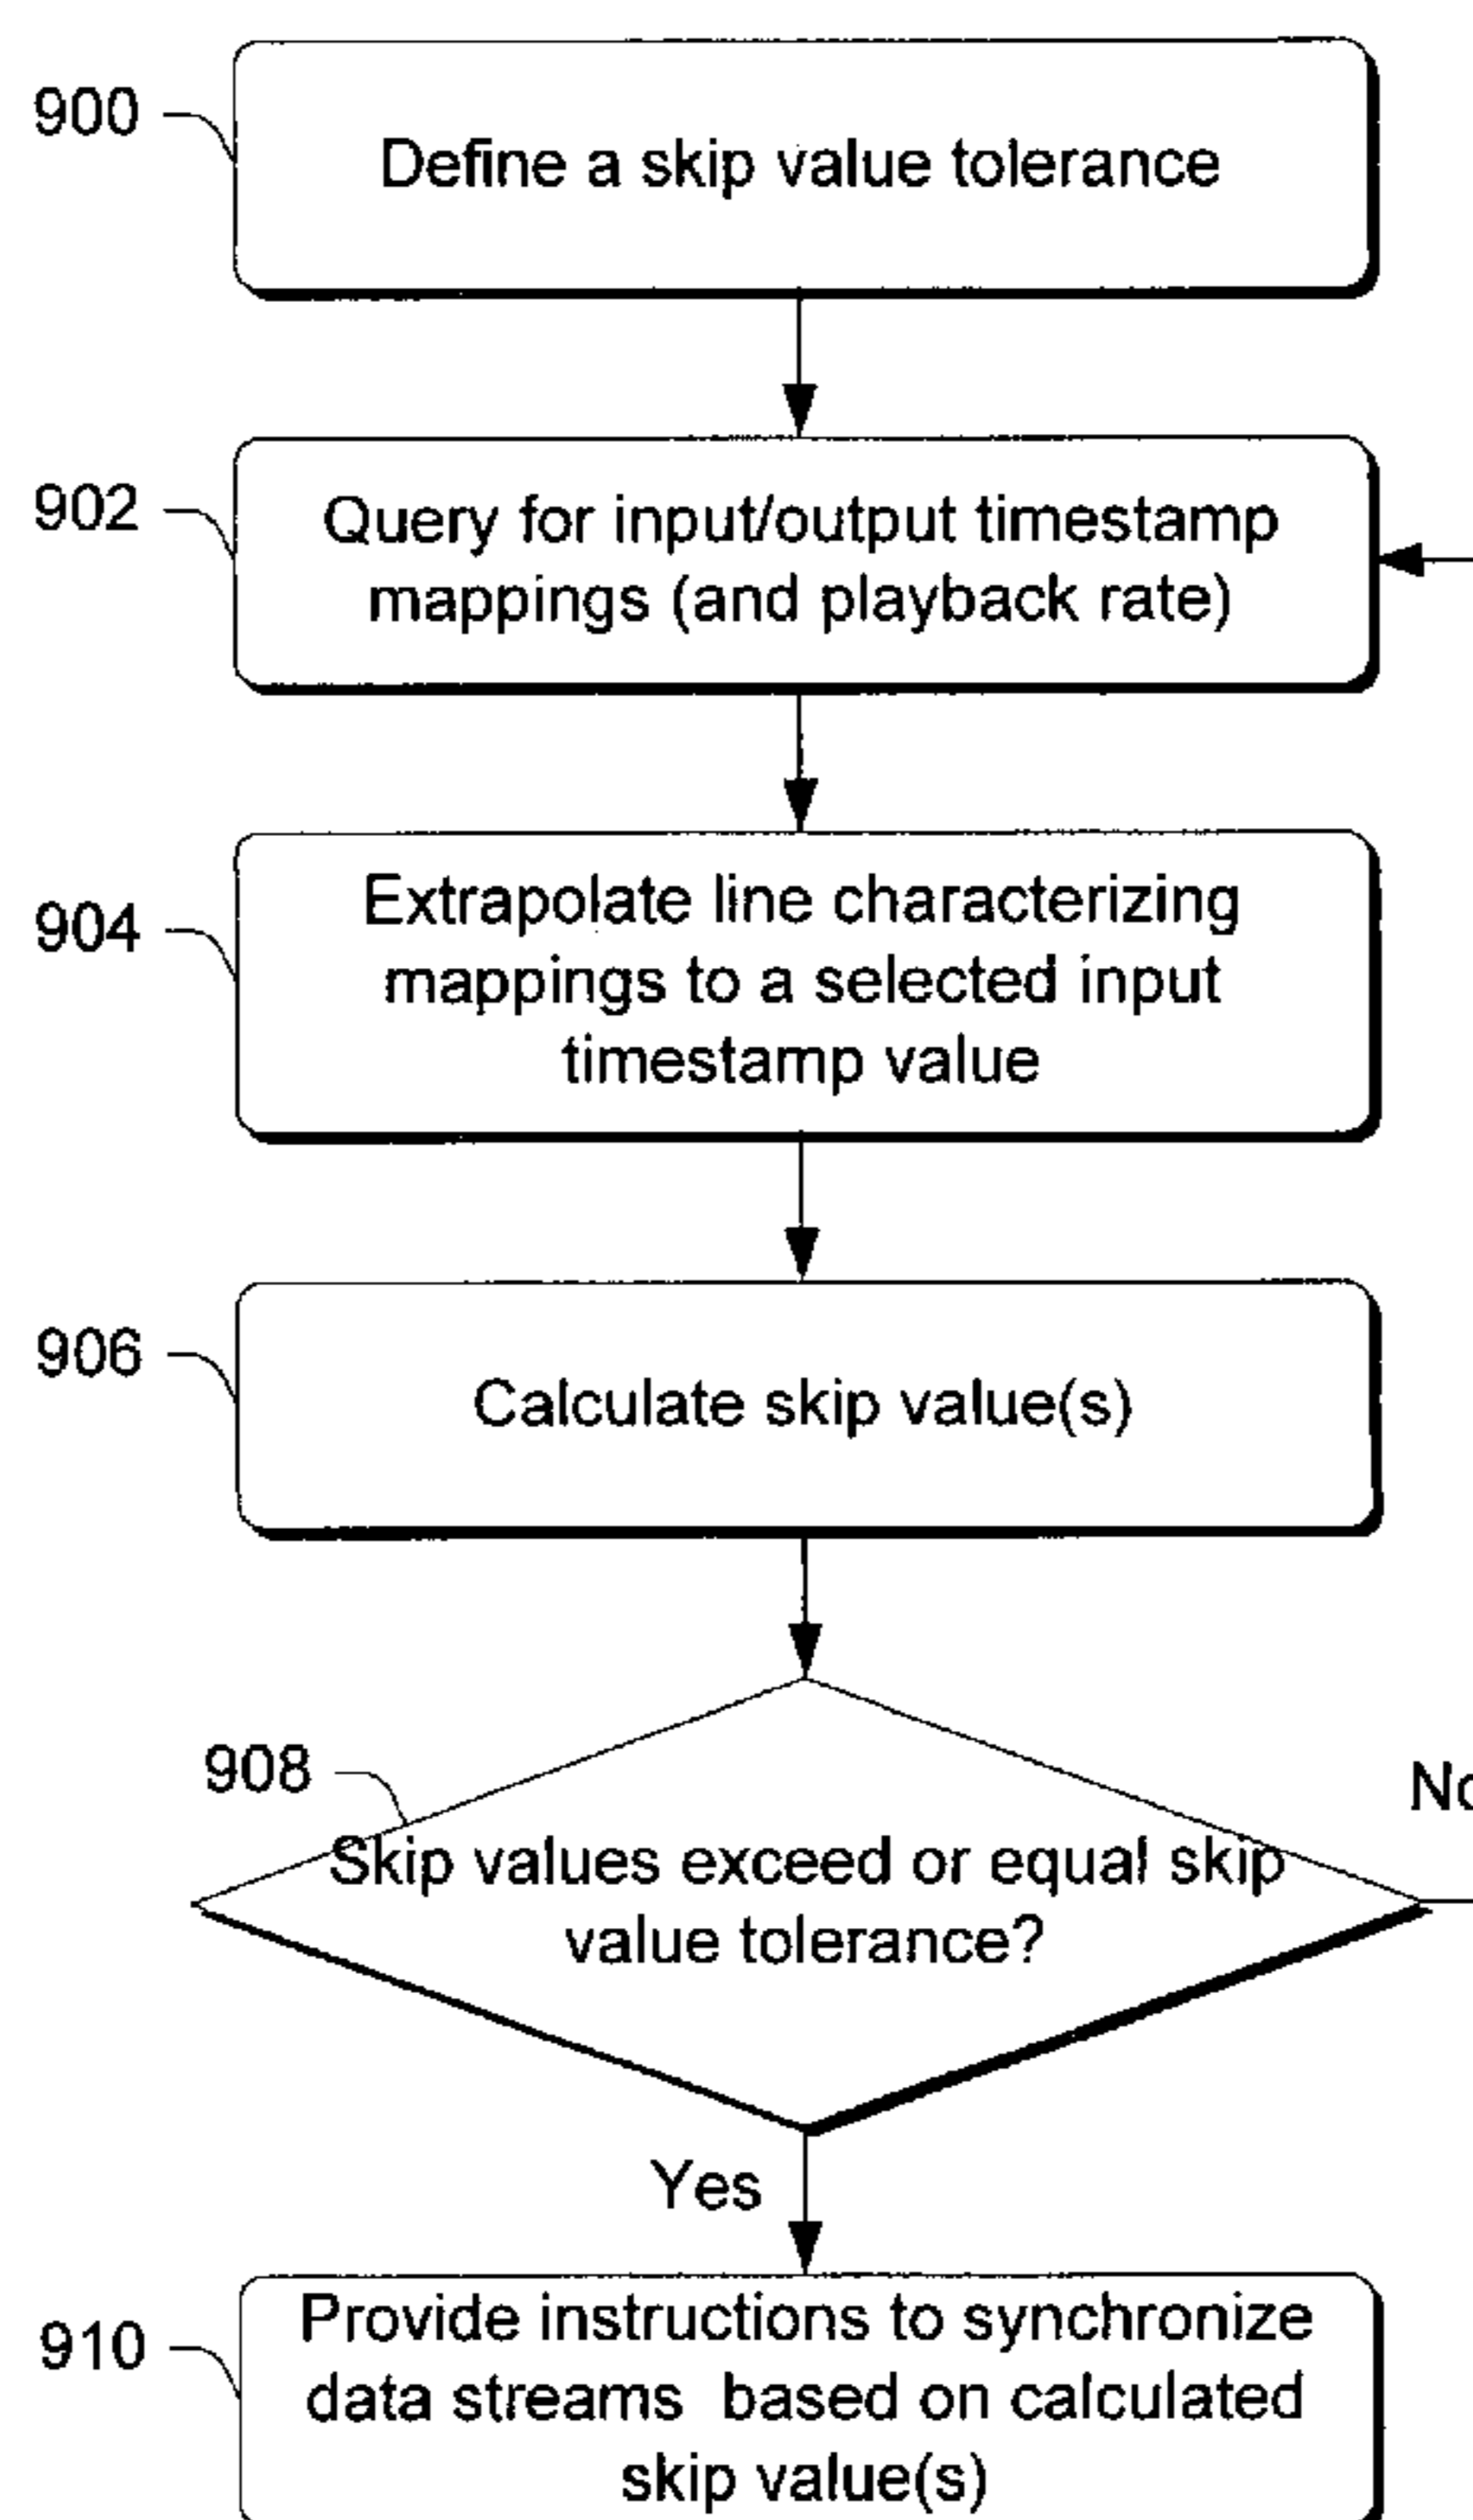 900
Define a skip value tolerance
902
Query for input/output timestamp
mappings (and playback rate)
904
Extrapolate line characterizing
mappings to a selected input
timestamp value
906
Calculate skip value(s)
908
No
Skip values exceed or equal skip
value tolerance?
Yes
910
Provide instructions to synchronize
data streams based on calculated
skip value(s)